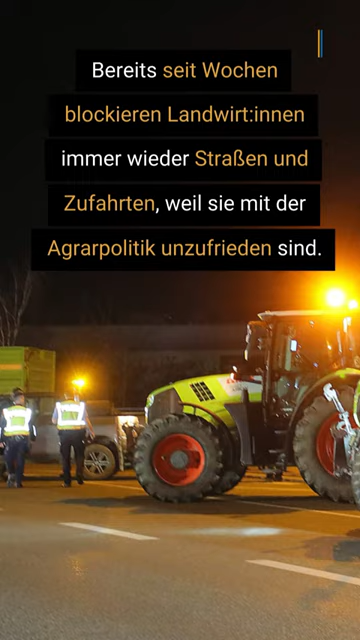 Bereits seit Wochen
blockieren Landwirt:innen
immer wieder Straßen und
Zufahrten, weil sie mit der
Agrarpolitik unzufrieden sind.